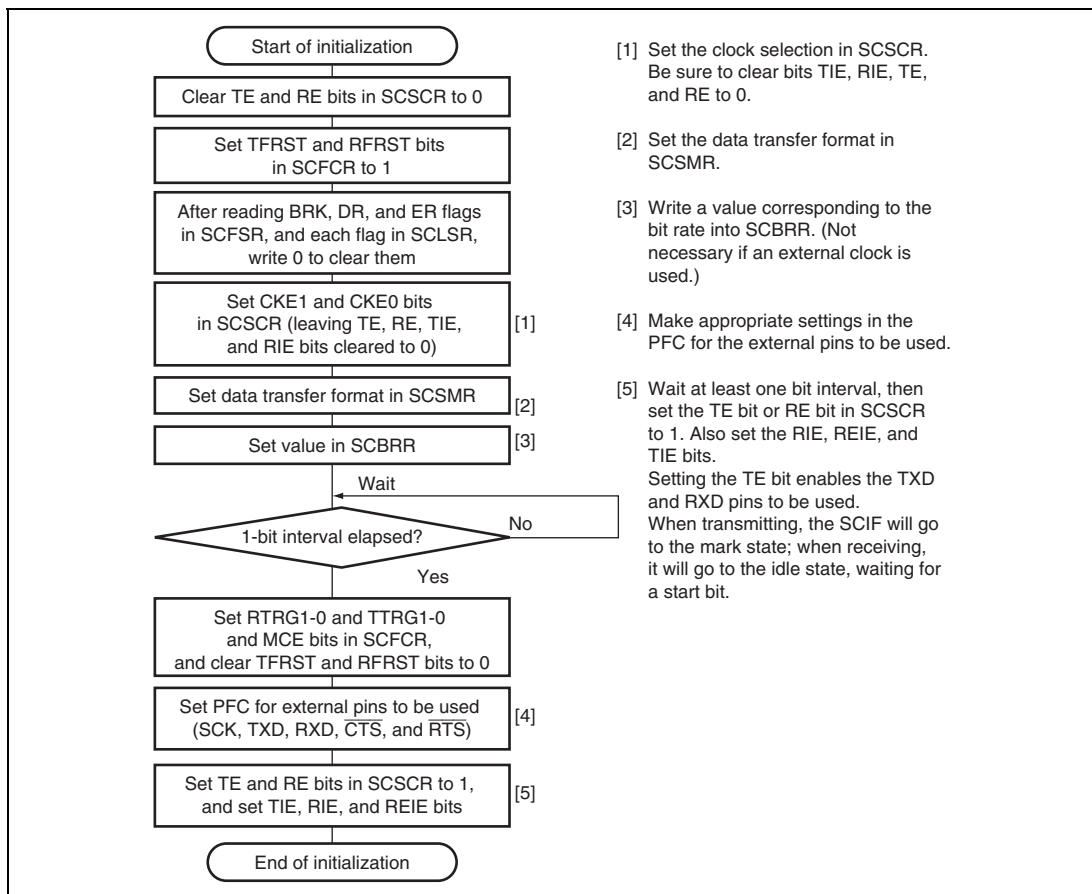 Start of initialization
Clear TE and RE bits in SCSCR to 0
Set TFRST and RFRST bits
in SCFCR to 1
After reading BRK, DR, and ER flags
in SCFSR, and each flag in SCLSR,
write 0 to clear them
Set CKE1 and CKE0 bits
in SCSCR (leaving TE, RE, TIE,
and RIE bits cleared to 0)
[1]
Set data transfer format in SCSMR
[2]
Set value in SCBRR
[3]
Wait
1-bit interval elapsed?
No
Yes
Set RTRG1-0 and TTRG1-0
and MCE bits in SCFCR,
and clear TFRST and RFRST bits to 0
Set PFC for external pins to be used
(SCK, TXD, RXD, CTS, and RTS)
[4]
Set TE and RE bits in SCSCR to 1,
and set TIE, RIE, and REIE bits
[5]
End of initialization
[1] Set the clock selection in SCSCR.
Be sure to clear bits TIE, RIE, TE,
and RE to 0.
[2] Set the data transfer format in
SCSMR.
[3] Write a value corresponding to the
bit rate into SCBRR. (Not
necessary if an external clock is
used.)
[4] Make appropriate settings in the
PFC for the external pins to be used.
[5] Wait at least one bit interval, then
set the TE bit or RE bit in SCSCR
to 1. Also set the RIE, REIE, and
TIE bits.
Setting the TE bit enables the TXD
and RXD pins to be used.
When transmitting, the SCIF will go
to the mark state; when receiving,
it will go to the idle state, waiting for
a start bit.